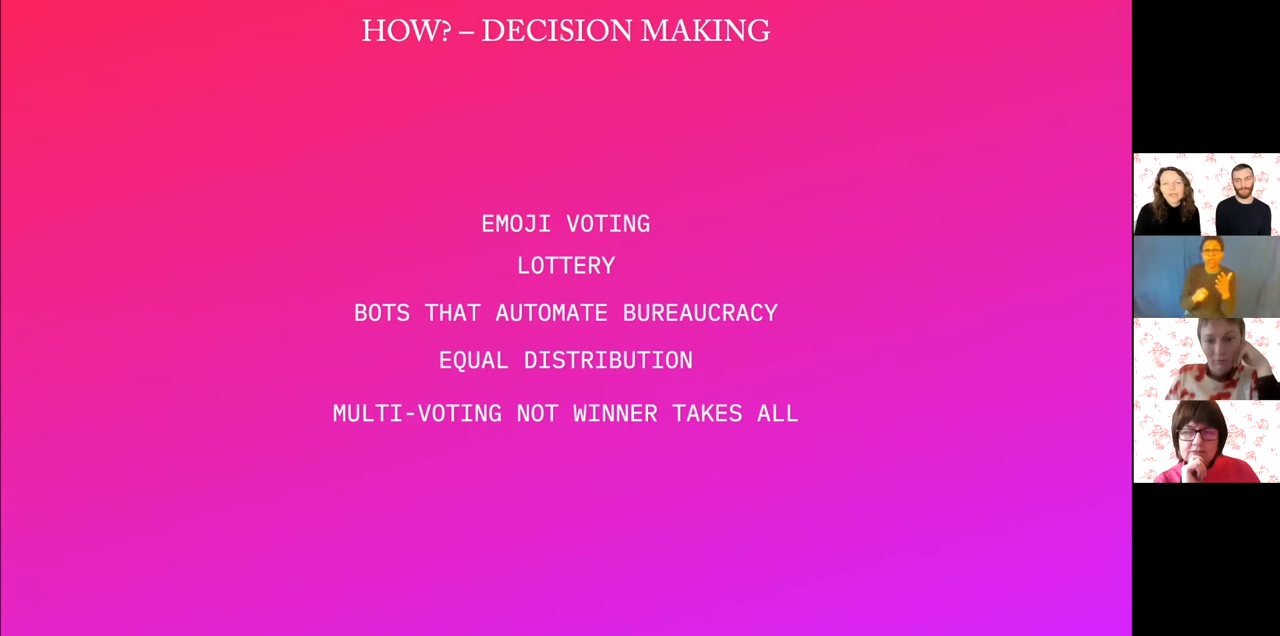 HOW? – DECISION MAKING
EMOJI VOTING
LOTTERY
BOTS THAT AUTOMATE BUREAUCRACY
EQUAL DISTRIBUTION
MULTI-VOTING NOT WINNER TAKES ALL